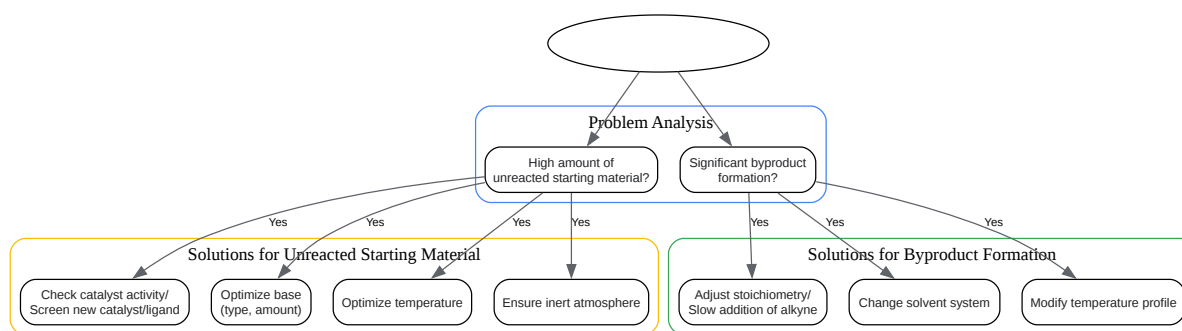 Problem Analysis
High amount of
unreacted starting material?
Significant byproduct
formation?
Yes
Yes
Yes
Yes
Yes
Yes
Yes
Solutions for Unreacted Starting Material
Check catalyst activity/
Screen new catalyst/ligand
Optimize base
(type, amount)
Optimize temperature
Ensure inert atmosphere
Solutions for Byproduct Formation
Adjust stoichiometry/
Slow addition of alkyne
Change solvent system
Modify temperature profile